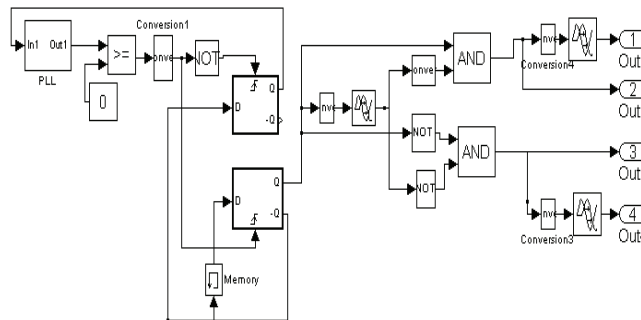 Conversion1
In1 Out1
PLL
>=
onve
NOT
0
D
Q
-Q
D
Q
-Q
Memory
nve
onve
NOT
NOT
AND
AND
nve
Conversion4
nve
Conversion3
1
Out
2
Out
3
Out
4
Out